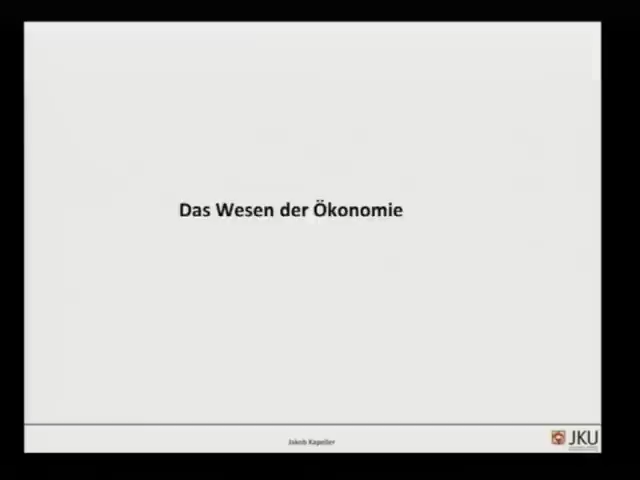 Das Wesen der Ökonomie
Jakob Kapeller
JKU